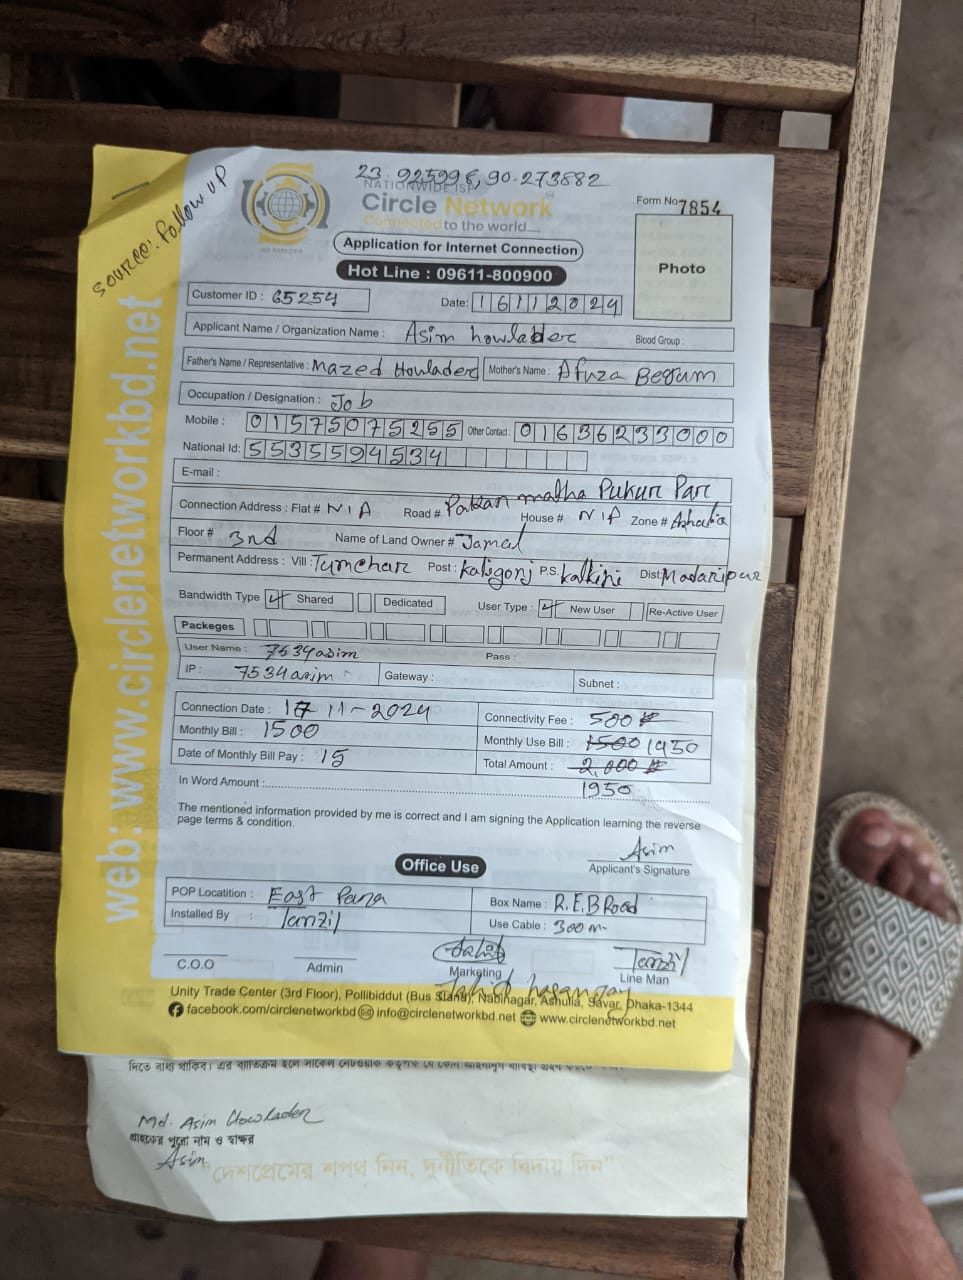 23.925996, 90.273882
Source: Follow up
NATIONWIDE ISP
Circle Network
Connected to the world.....
Form No 7854
Photo
Application for Internet Connection
Hot Line : 09611-800900
Customer ID : 65254
Date: 16112024
Applicant Name / Organization Name : Asim howlader
Blood Group :
Father's Name / Representative : Mazed Howlader
Mother's Name : Afuza Begum
Occupation / Designation : Job
Mobile : 01575075255
Other Contact : 01636233000
National Id: 5535594534
E-mail :
Connection Address : Flat # N/A Road # Pakkan matha Pukur Par House # N/A Zone # Ashulia
Floor # 3nd Name of Land Owner # Jamal
Permanent Address : Vill : Tumchar Post : Kaligonj P.S. Kalkini Dist: Madaripur
Bandwidth Type Shared Dedicated User Type : New User Re-Active User
Packeges
User Name : 7534asim Pass :
IP : 7534asim Gateway : Subnet :
Connection Date : 17 11-2024
Connectivity Fee : 500
Monthly Bill : 1500
Monthly Use Bill : 1500 1950
Date of Monthly Bill Pay : 15
Total Amount : 2,000
1950
In Word Amount :
The mentioned information provided by me is correct and I am signing the Application learning the reverse
page terms & condition.
Asim
Applicant's Signature
Office Use
POP Locatition : East Para
Box Name : R.E.B Road
Installed By : Tanzil
Use Cable : 300 m-
C.O.O
Admin
Jahid
Marketing
Tanzil
Line Man
Unity Trade Center (3rd Floor), Pollibiddut (Bus Stand), Nabinagar, Ashulia, Savar, Dhaka-1344
facebook.com/circlenetworkbd info@circlenetworkbd.net www.circlenetworkbd.net
web: www.circlenetworkbd.net
Md. Asim Howlader
গ্রাহকের পুরো নাম ও স্বাক্ষর
Asim
"দেশপ্রেমের শপথ নিন, দুর্নীতিকে বিদায় দিন"